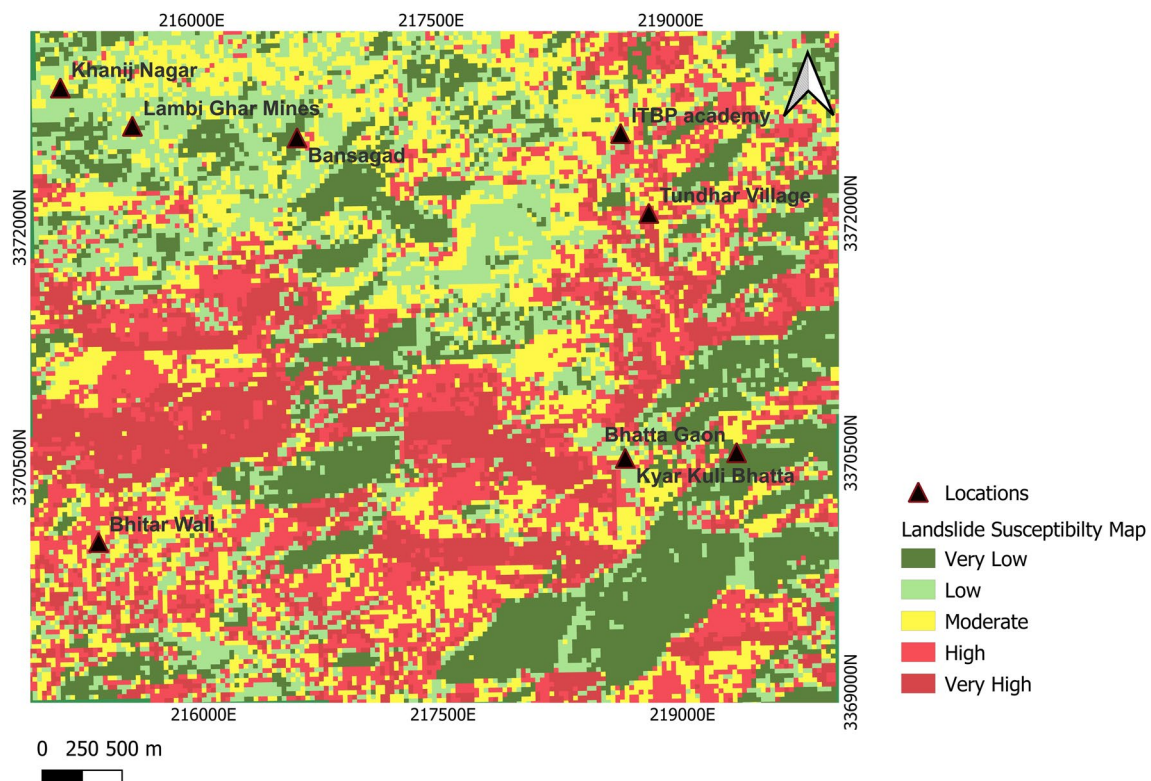 216000E 217500E 219000E
Khanij Nagar
Lambi Ghar Mines
ITBP academy
Bansagad
Tundhar Village
3372000N
3372000N
Bhatta Gaon
3370500N
3370500N
Kyar Kuli Bhatta
Bhitar Wali
3369000N
216000E 217500E 219000E
0 250 500 m
Locations
Landslide Susceptibilty Map
Very Low
Low
Moderate
High
Very High